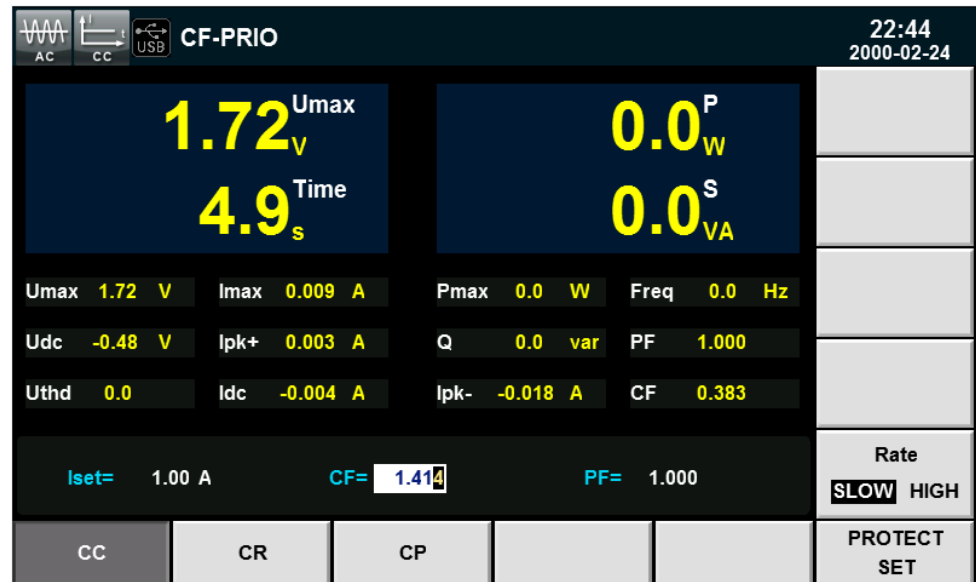 AC CC USB CF-PRIO 22:44
2000-02-24
1.72 Umax V 0.0 P W
4.9 Time s 0.0 S VA
Umax 1.72 V Imax 0.009 A Pmax 0.0 W Freq 0.0 Hz
Udc -0.48 V Ipk+ 0.003 A Q 0.0 var PF 1.000
Uthd 0.0 Idc -0.004 A Ipk- -0.018 A CF 0.383
Iset= 1.00 A CF= 1.414 PF= 1.000
Rate
SLOW HIGH
CC CR CP PROTECT
SET